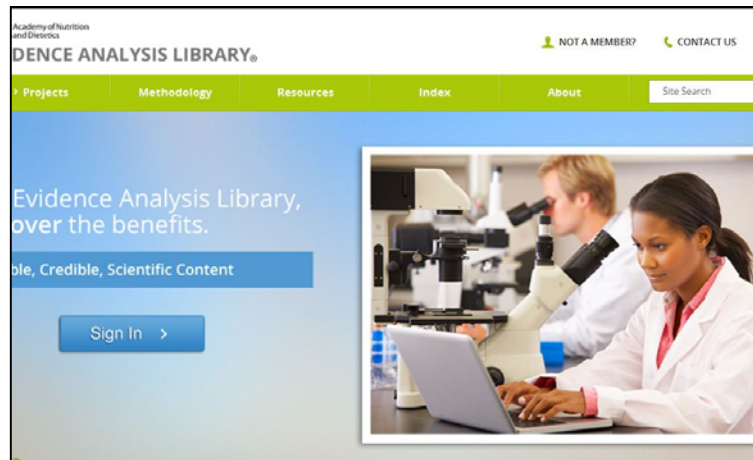 Academy of Nutrition
and Dietetics
DENCE ANALYSIS LIBRARY®
NOT A MEMBER?
CONTACT US
› Projects
Methodology
Resources
Index
About
Site Search
Evidence Analysis Library,
over the benefits.
ble, Credible, Scientific Content
Sign In ›